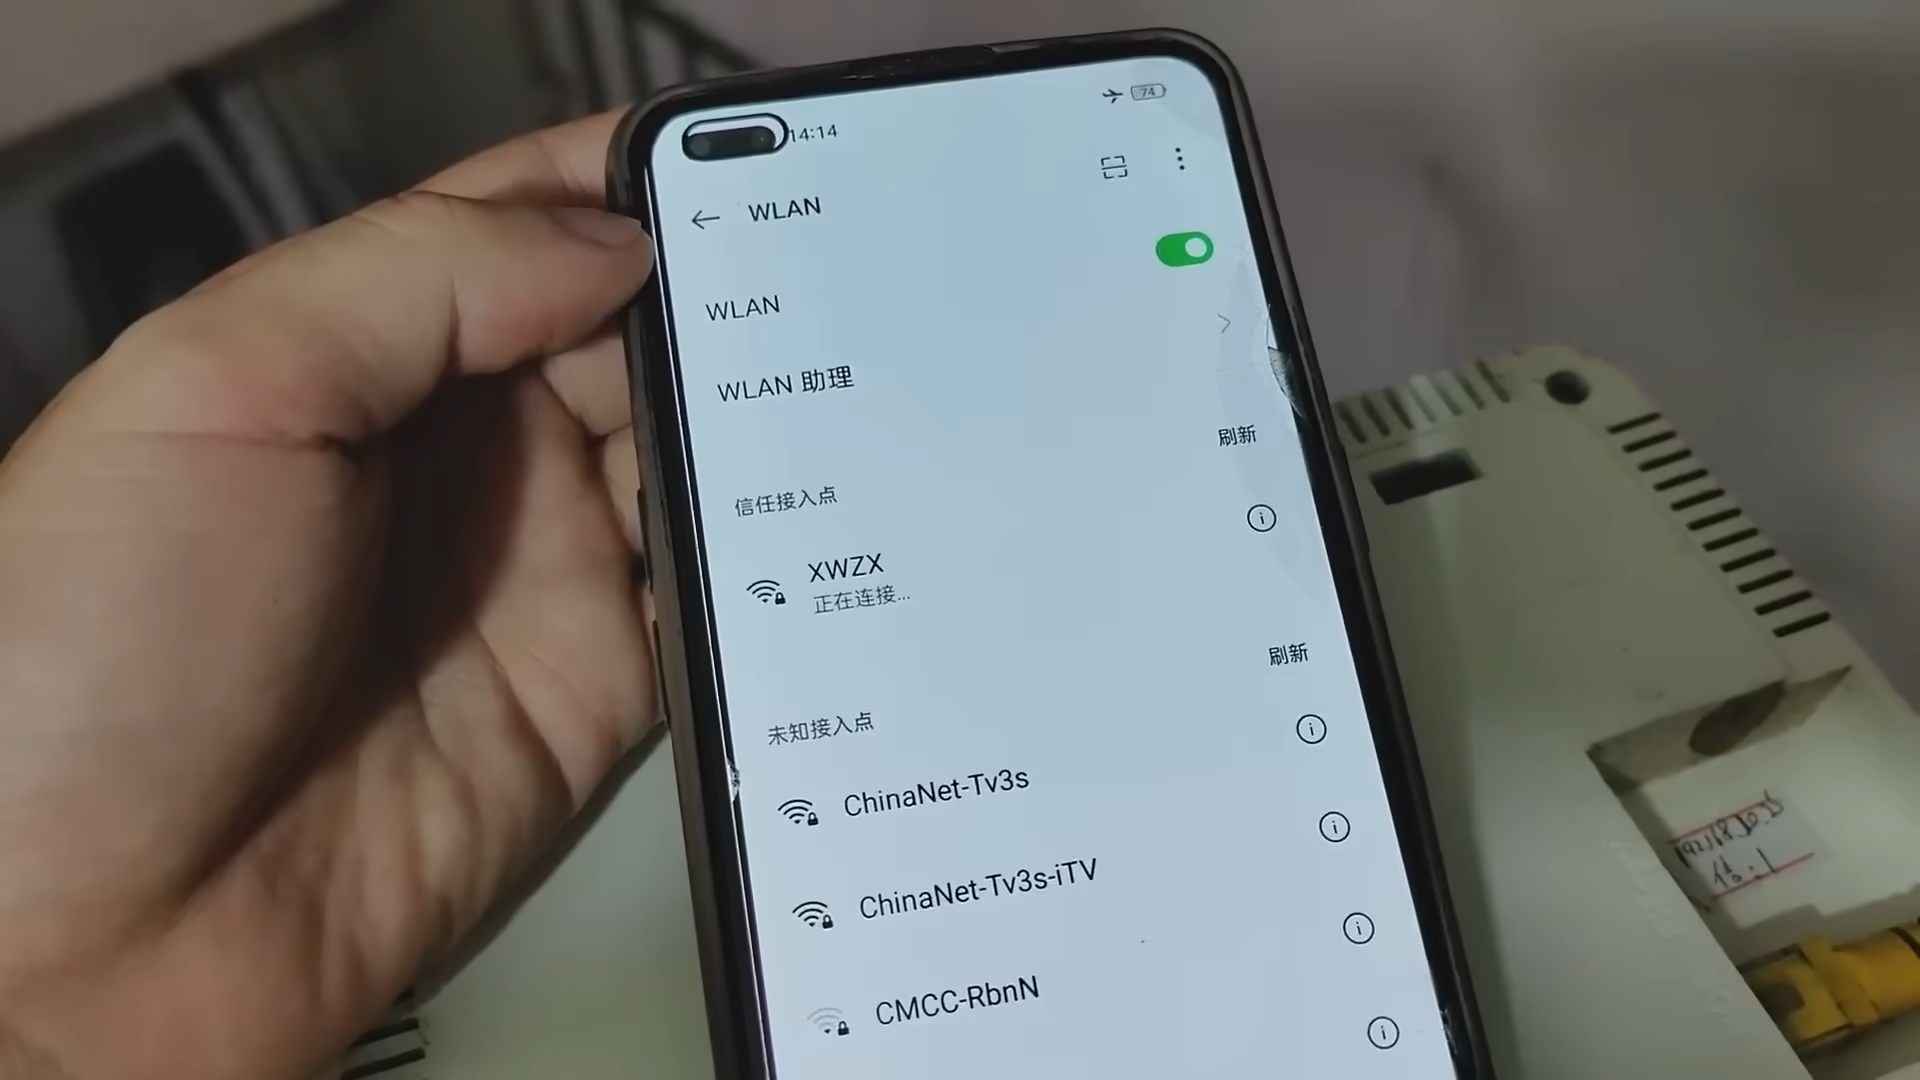 14:14
74
WLAN
WLAN
WLAN 助理
刷新
信任接入点
XWZX
正在连接...
刷新
未知接入点
ChinaNet-Tv3s
ChinaNet-Tv3s-iTV
CMCC-RbnN